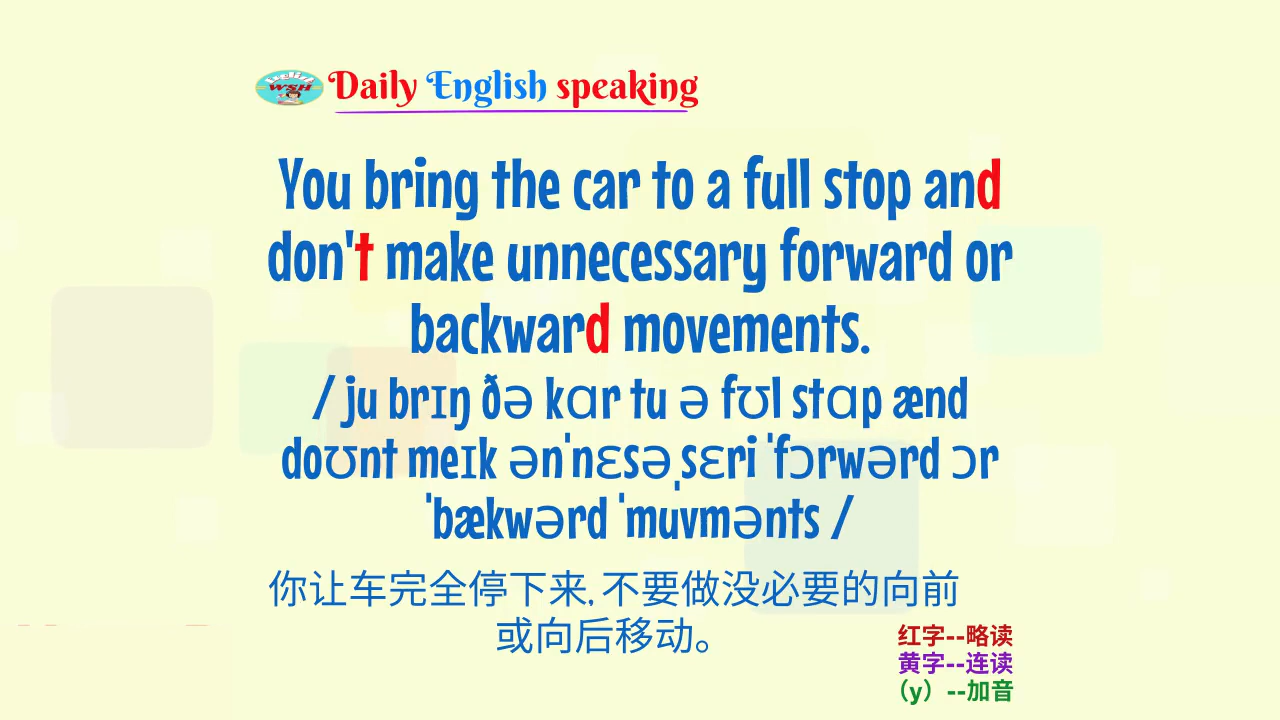 WSH
Daily English speaking
You bring the car to a full stop and
don't make unnecessary forward or
backward movements.
/ ju brɪŋ ðə kɑr tu ə fʊl stɑp ænd
doʊnt meɪk ənˈnɛsəˌsɛri ˈfɔrwərd ɔr
ˈbækwərd ˈmuvmənts /
你让车完全停下来, 不要做没必要的向前
或向后移动。
红字--略读
黄字--连读
（y）--加音